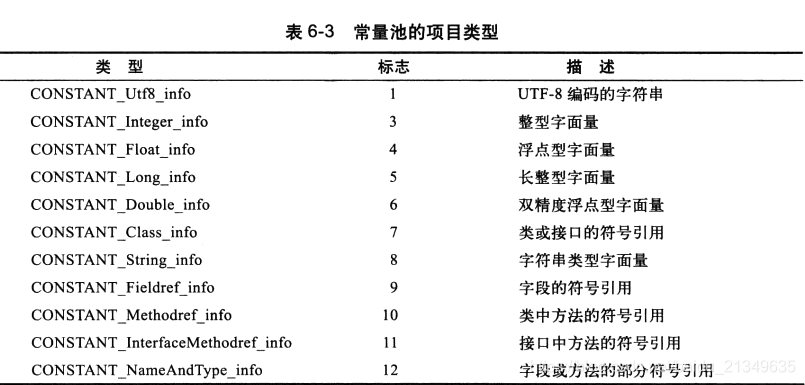 表 6-3 常量池的项目类型
类 型 标志 描 述
CONSTANT_Utf8_info 1 UTF-8 编码的字符串
CONSTANT_Integer_info 3 整型字面量
CONSTANT_Float_info 4 浮点型字面量
CONSTANT_Long_info 5 长整型字面量
CONSTANT_Double_info 6 双精度浮点型字面量
CONSTANT_Class_info 7 类或接口的符号引用
CONSTANT_String_info 8 字符串类型字面量
CONSTANT_Fieldref_info 9 字段的符号引用
CONSTANT_Methodref_info 10 类中方法的符号引用
CONSTANT_InterfaceMethodref_info 11 接口中方法的符号引用
CONSTANT_NameAndType_info 12 字段或方法的部分符号引用
21349635